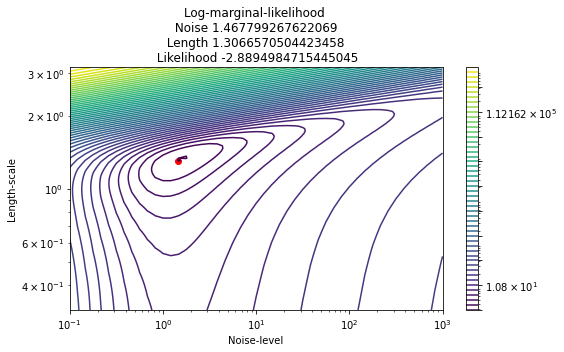 Log-marginal-likelihood
Noise 1.467799267622069
Length 1.3066570504423458
Likelihood -2.8894984715445045
3 × 10⁰
2 × 10⁰
10⁰
6 × 10⁻¹
4 × 10⁻¹
Length-scale
10⁻¹ 10⁰ 10¹ 10² 10³
Noise-level
1.12162 × 10⁵
1.08 × 10¹